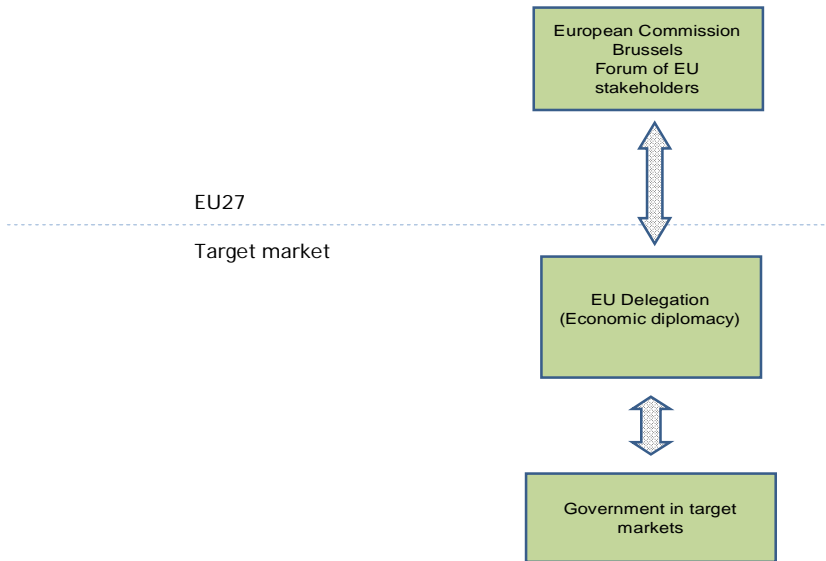 European Commission
Brussels
Forum of EU
stakeholders
EU27
Target market
EU Delegation
(Economic diplomacy)
Government in target
markets